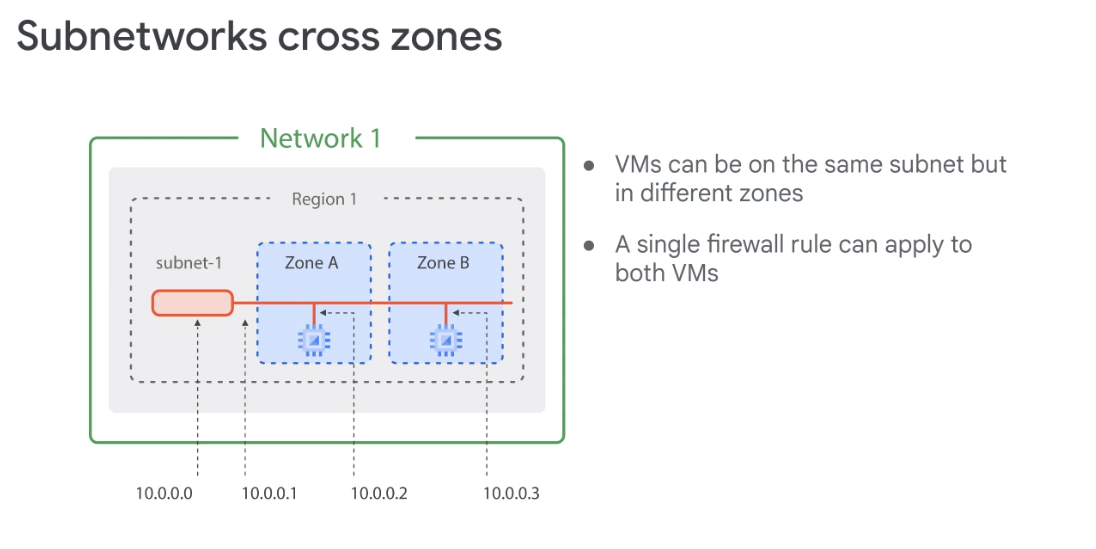 Subnetworks cross zones
Network 1
Region 1
subnet-1
Zone A
Zone B
10.0.0.0
10.0.0.1
10.0.0.2
10.0.0.3
VMs can be on the same subnet but
in different zones
A single firewall rule can apply to
both VMs